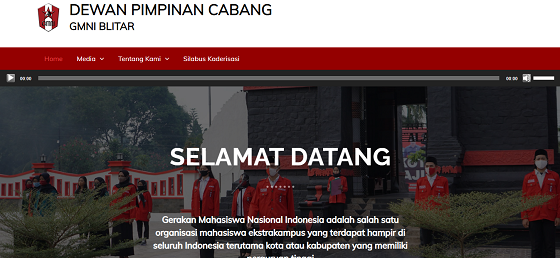 DEWAN PIMPINAN CABANG
GMNI BLITAR
Home Media Tentang Kami Silabus Kaderisasi
00:00 00:00
SELAMAT DATANG
Gerakan Mahasiswa Nasional Indonesia adalah salah satu
organisasi mahasiswa ekstrakampus yang terdapat hampir di
seluruh Indonesia terutama kota atau kabupaten yang memiliki
perguruan tinggi